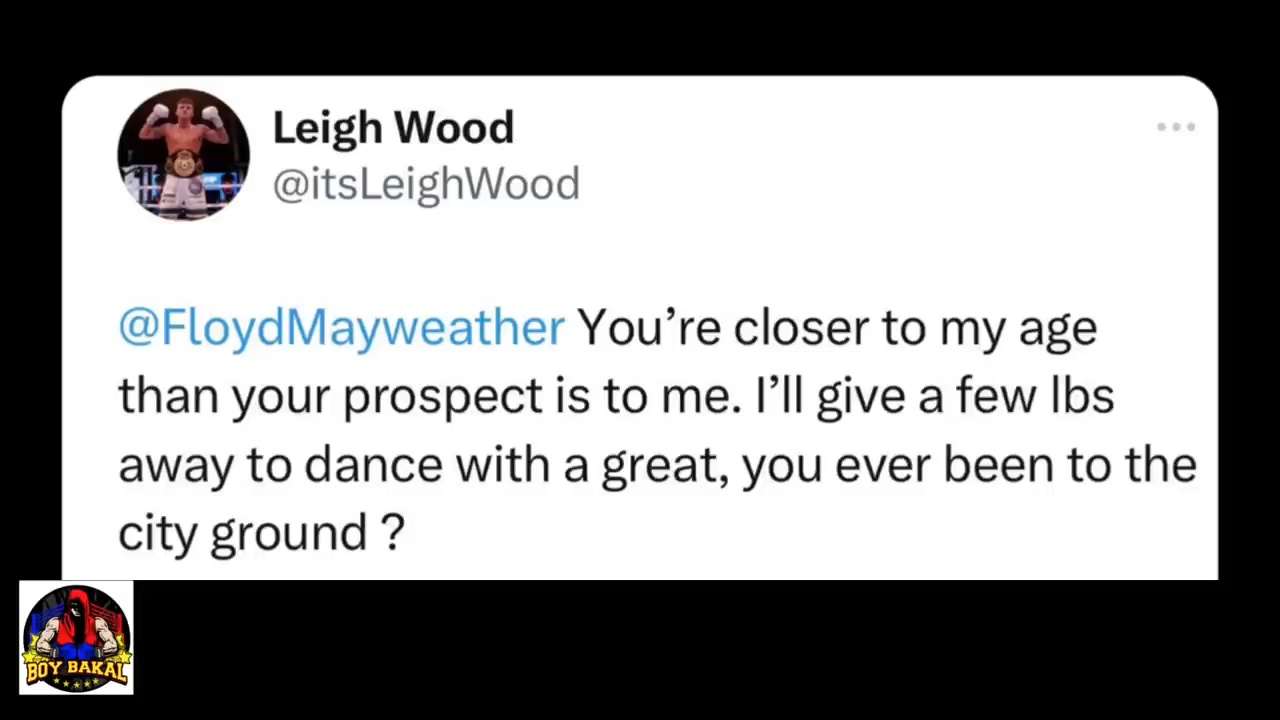 Leigh Wood
@itsLeighWood
@FloydMayweather You’re closer to my age
than your prospect is to me. I’ll give a few lbs
away to dance with a great, you ever been to the
city ground ?
BOY BAKAL